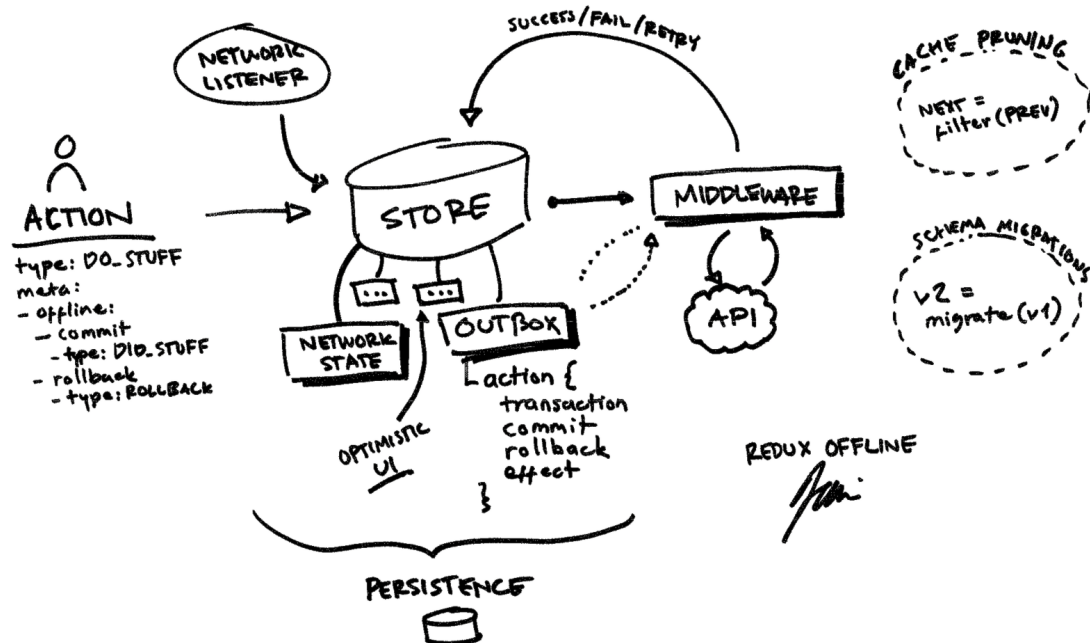 SUCCESS/FAIL/RETRY
NETWORK
LISTENER
CACHE PRUNING
NEXT =
filter(PREV)
ACTION
type: DO_STUFF
meta:
- offline:
- commit
- type: DID_STUFF
- rollback
- type: ROLLBACK
STORE
MIDDLEWARE
API
SCHEMA MIGRATIONS
v2 =
migrate(v1)
...
...
NETWORK
STATE
OUTBOX
action {
transaction
commit
rollback
effect
}
OPTIMISTIC
UI
REDUX OFFLINE
PERSISTENCE